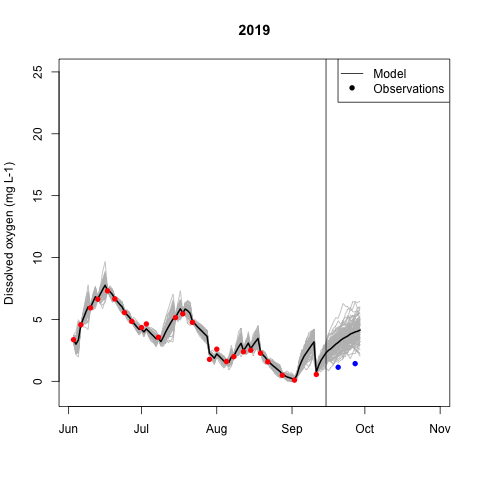 2019
Model
Observations
Dissolved oxygen (mg L-1)
25
20
15
10
5
0
Jun Jul Aug Sep Oct Nov